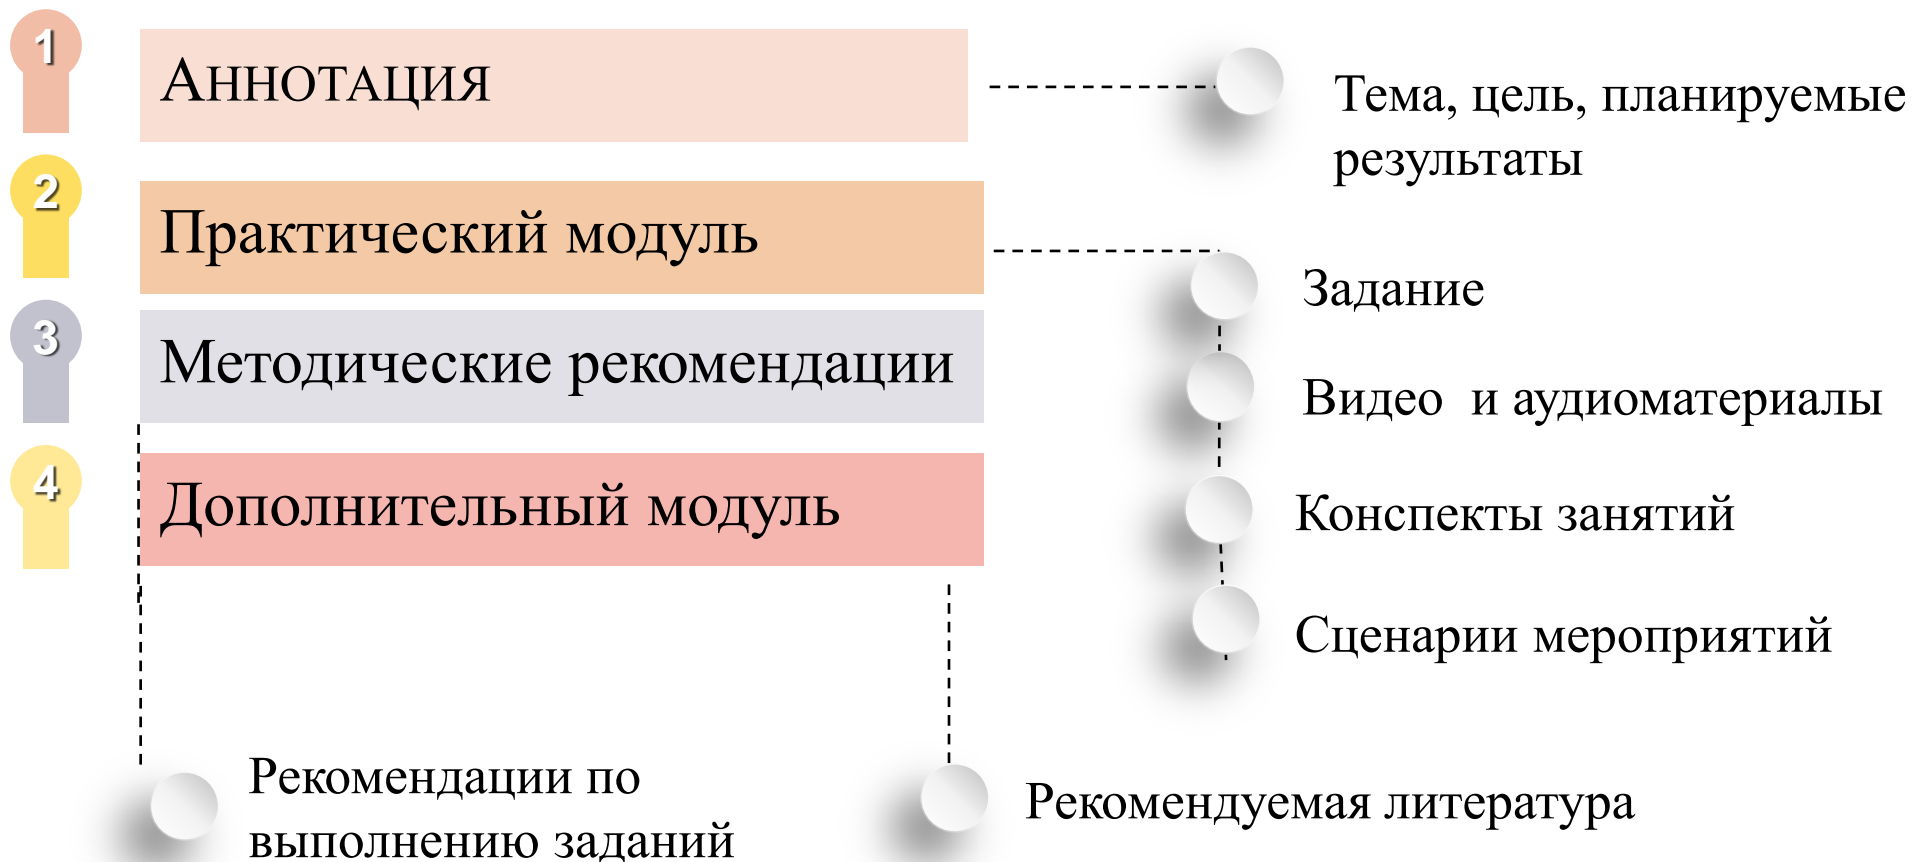 1
АННОТАЦИЯ
Тема, цель, планируемые
результаты
2
Практический модуль
Задание
3
Методические рекомендации
Видео и аудиоматериалы
4
Дополнительный модуль
Конспекты занятий
Сценарии мероприятий
Рекомендации по
выполнению заданий
Рекомендуемая литература